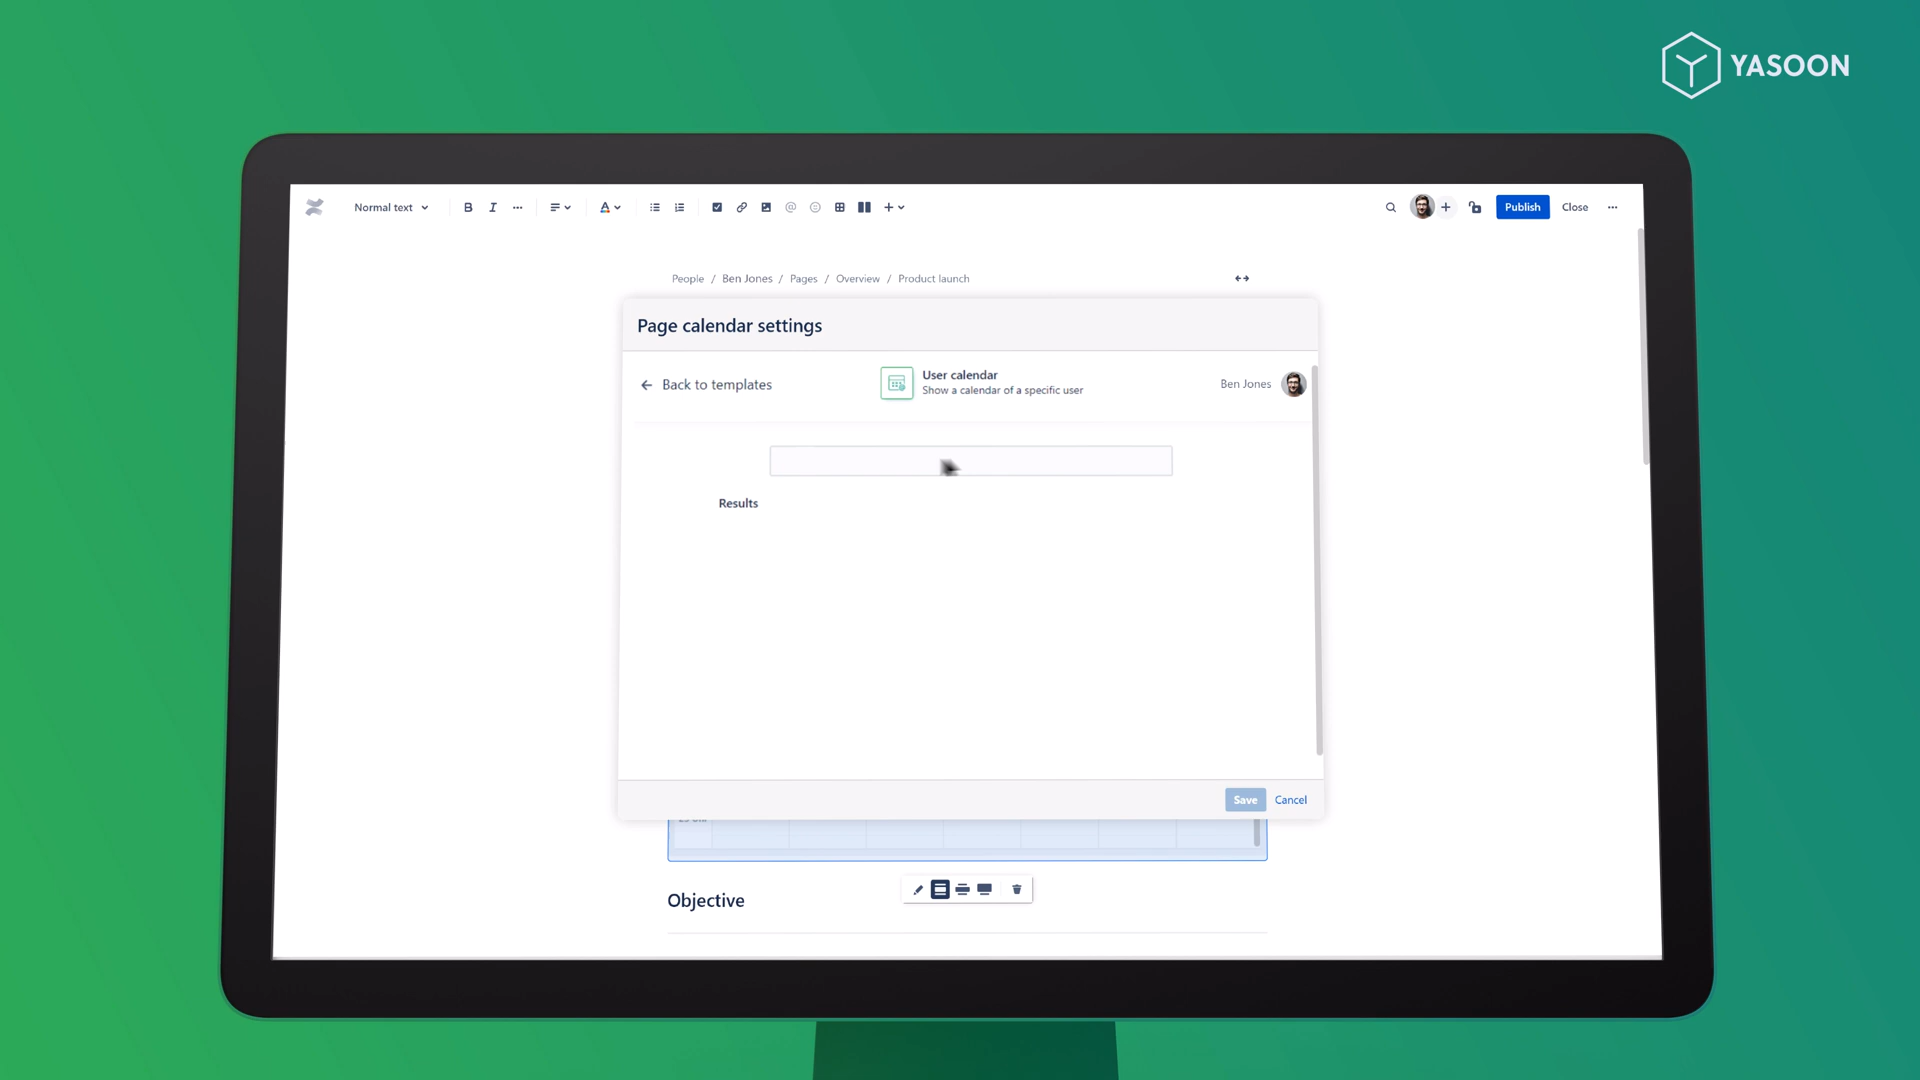 YASOON
Normal text
Publish
Close
People / Ben Jones / Pages / Overview / Product launch
Page calendar settings
Back to templates
User calendar
Show a calendar of a specific user
Ben Jones
Results
Save
Cancel
Objective